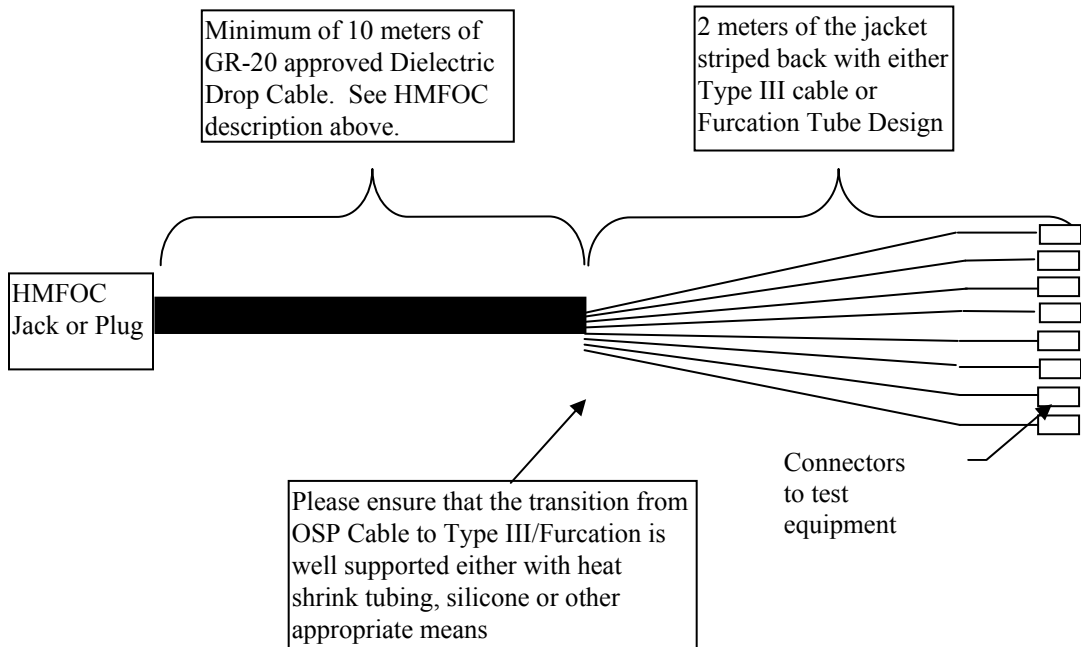 Minimum of 10 meters of
GR-20 approved Dielectric
Drop Cable. See HMFOC
description above.
2 meters of the jacket
striped back with either
Type III cable or
Furcation Tube Design
HMFOC
Jack or Plug
Connectors
to test
equipment
Please ensure that the transition from
OSP Cable to Type III/Furcation is
well supported either with heat
shrink tubing, silicone or other
appropriate means